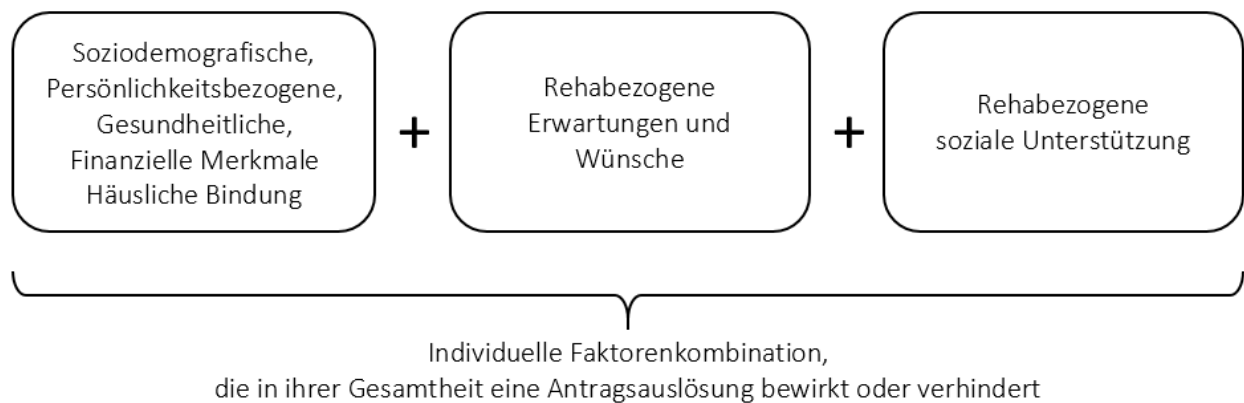 Soziodemografische,
Persönlichkeitsbezogene,
Gesundheitliche,
Finanzielle Merkmale
Häusliche Bindung
+
Rehabezogene
Erwartungen und
Wünsche
+
Rehabezogene
soziale Unterstützung
Individuelle Faktorenkombination,
die in ihrer Gesamtheit eine Antragsauslösung bewirkt oder verhindert